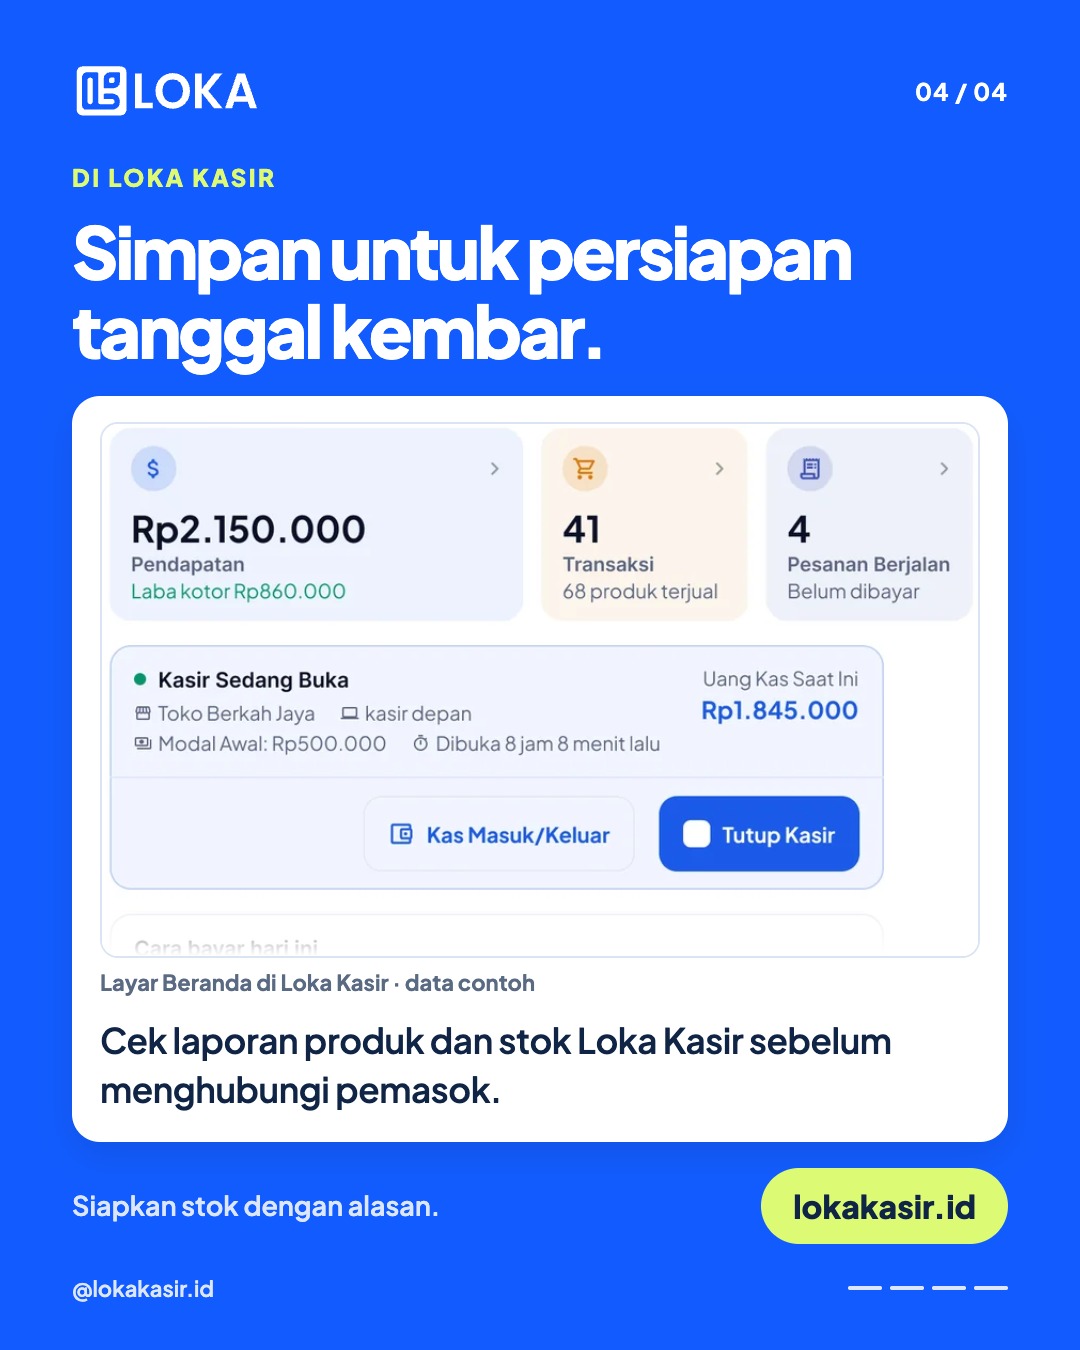 LOKA
04 / 04
DI LOKA KASIR
Simpan untuk persiapan
tanggal kembar.
Rp2.150.000
Pendapatan
Laba kotor Rp860.000
41
Transaksi
68 produk terjual
4
Pesanan Berjalan
Belum dibayar
Kasir Sedang Buka
Toko Berkah Jaya kasir depan
Modal Awal: Rp500.000 Dibuka 8 jam 8 menit lalu
Uang Kas Saat Ini
Rp1.845.000
Kas Masuk/Keluar
Tutup Kasir
Cara bayar hari ini
Layar Beranda di Loka Kasir · data contoh
Cek laporan produk dan stok Loka Kasir sebelum
menghubungi pemasok.
Siapkan stok dengan alasan.
lokakasir.id
@lokakasir.id